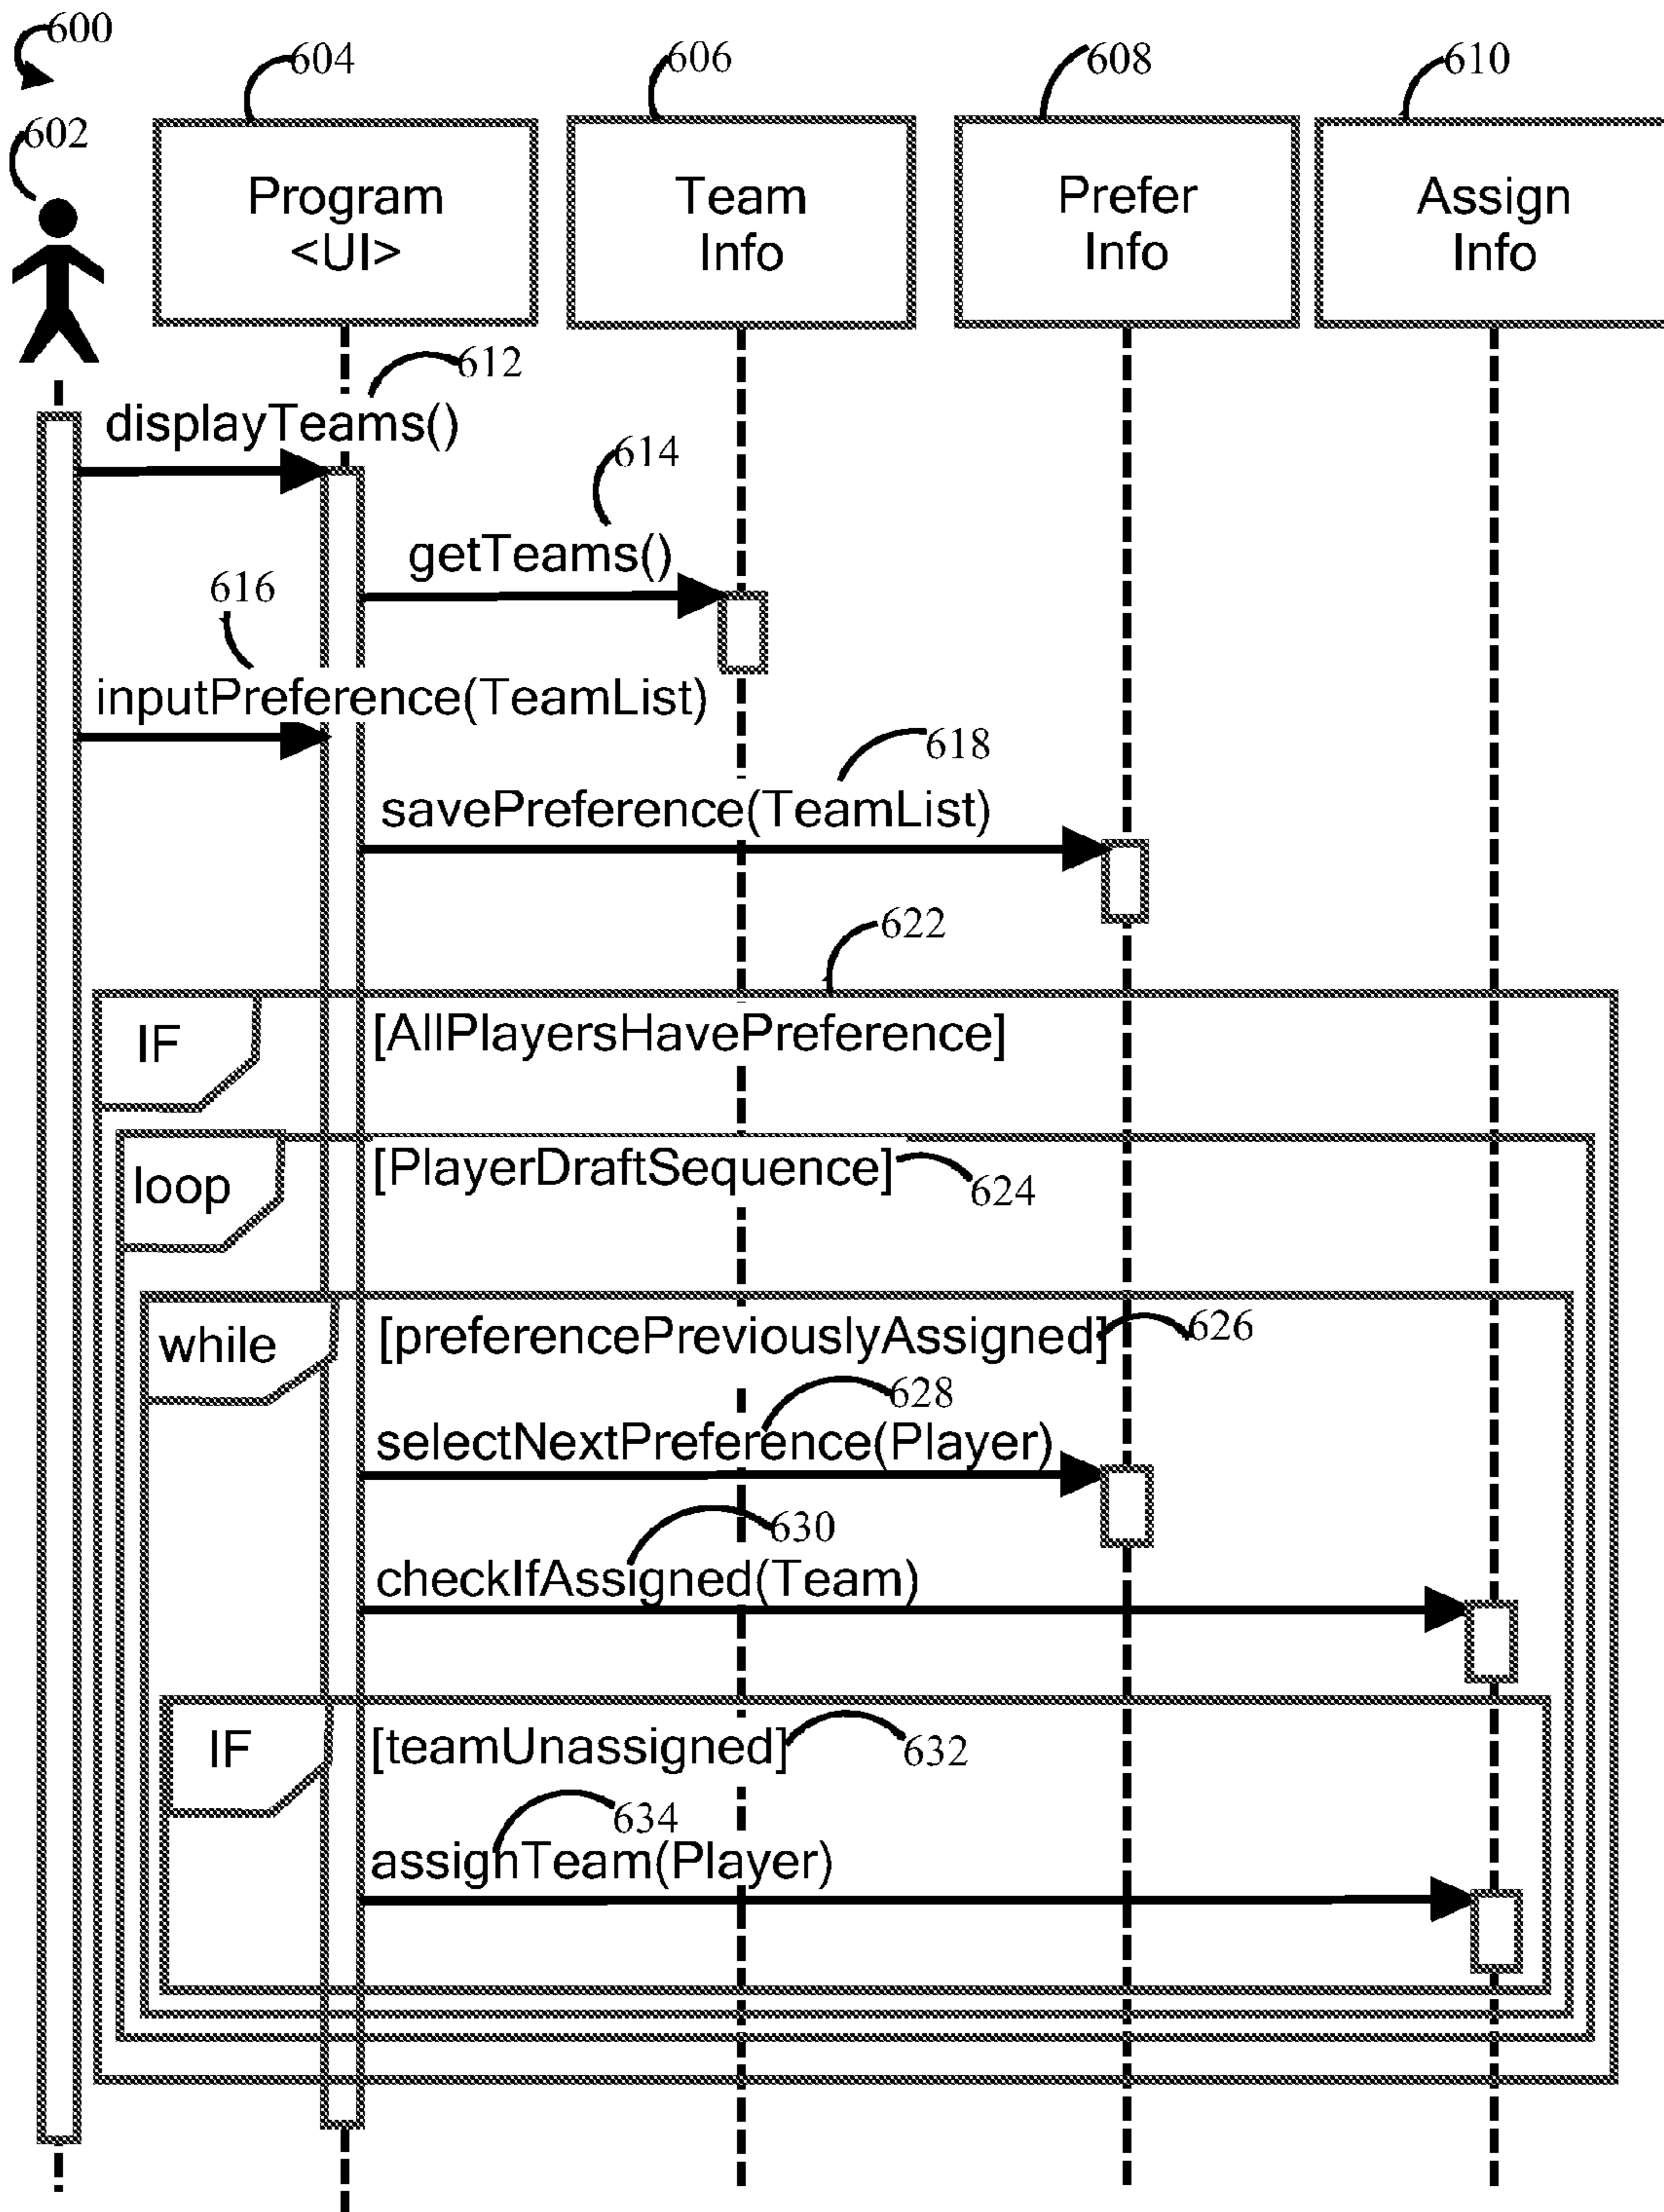 600
604
606
608
610
602
Program
<UI>
Team
Info
Prefer
Info
Assign
Info
612
displayTeams()
614
getTeams()
616
inputPreference(TeamList)
618
savePreference(TeamList)
622
IF
[AllPlayersHavePreference]
loop
[PlayerDraftSequence]
624
while
[preferencePreviouslyAssigned]
626
628
selectNextPreference(Player)
630
checkIfAssigned(Team)
IF
[teamUnassigned]
632
634
assignTeam(Player)